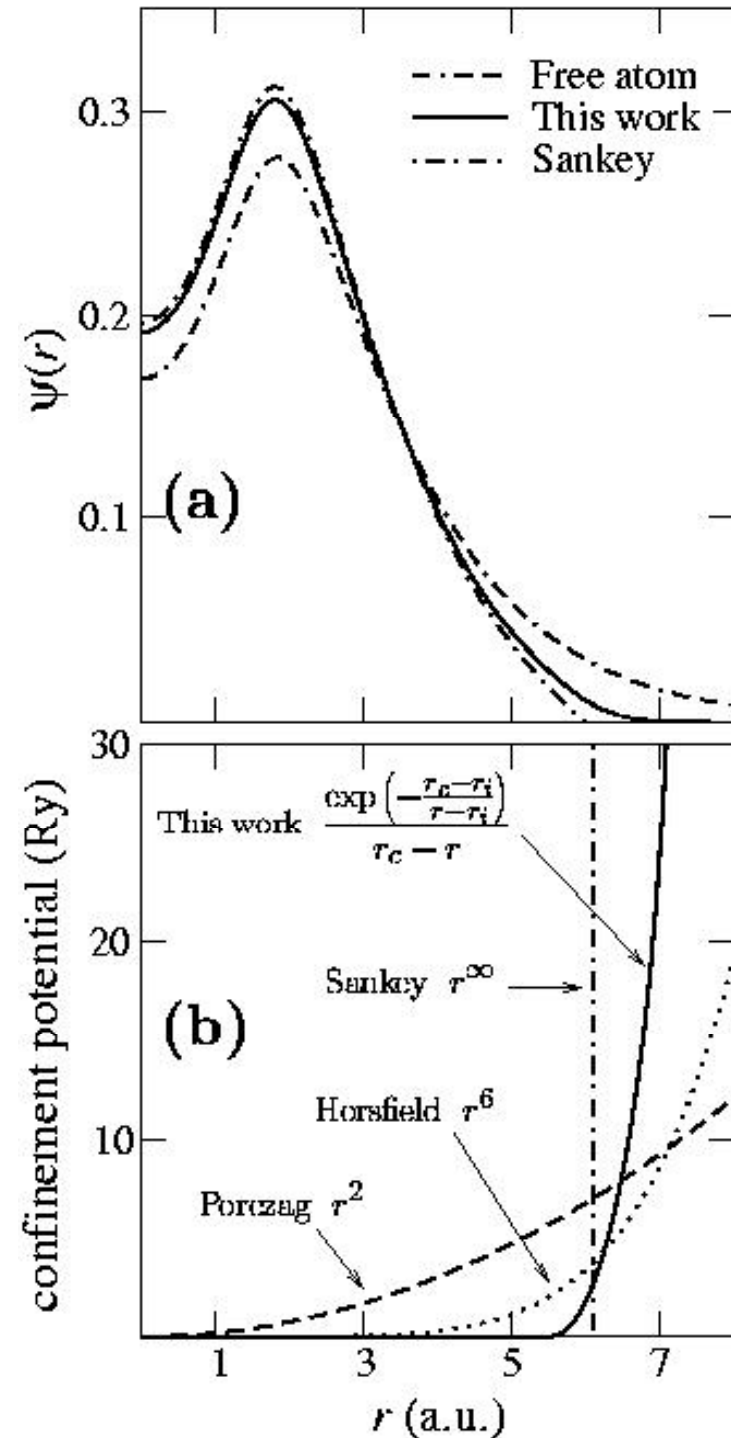 Free atom
This work
Sankey
0.3
0.2
0.1
ψ(r)
(a)
30
20
10
confinement potential (Ry)
This work exp(-(r_c-r_i)/(r-r_i))/(r_c-r)
Sankey r^∞
(b)
Horsfield r^6
Porezag r^2
1 3 5 7
r (a.u.)